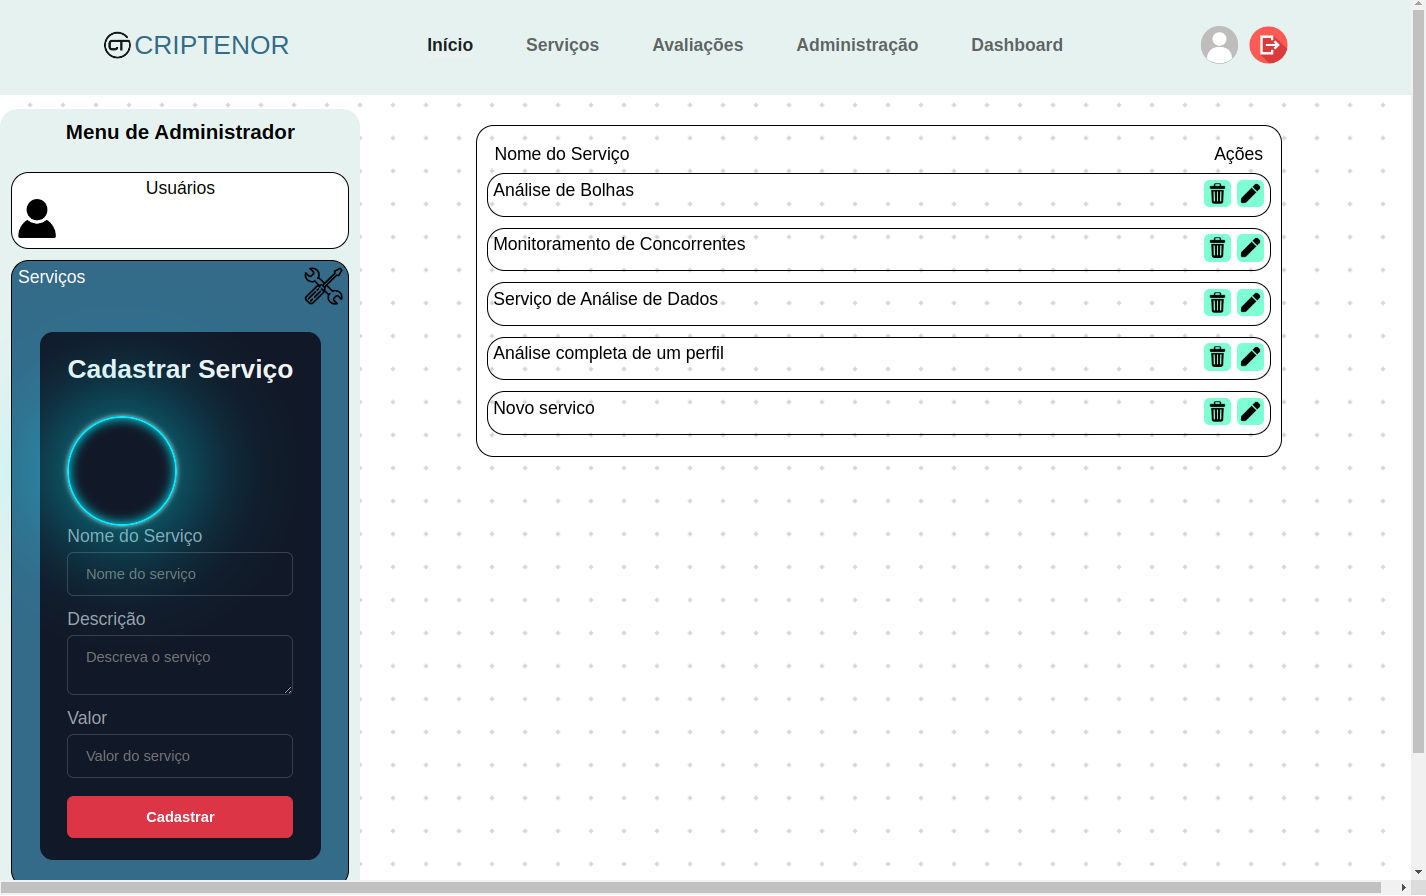 CT CRIPTENOR
Início
Serviços
Avaliações
Administração
Dashboard
Menu de Administrador
Usuários
Serviços
Cadastrar Serviço
Nome do Serviço
Nome do serviço
Descrição
Descreva o serviço
Valor
Valor do serviço
Cadastrar
Nome do Serviço
Ações
Análise de Bolhas
Monitoramento de Concorrentes
Serviço de Análise de Dados
Análise completa de um perfil
Novo servico